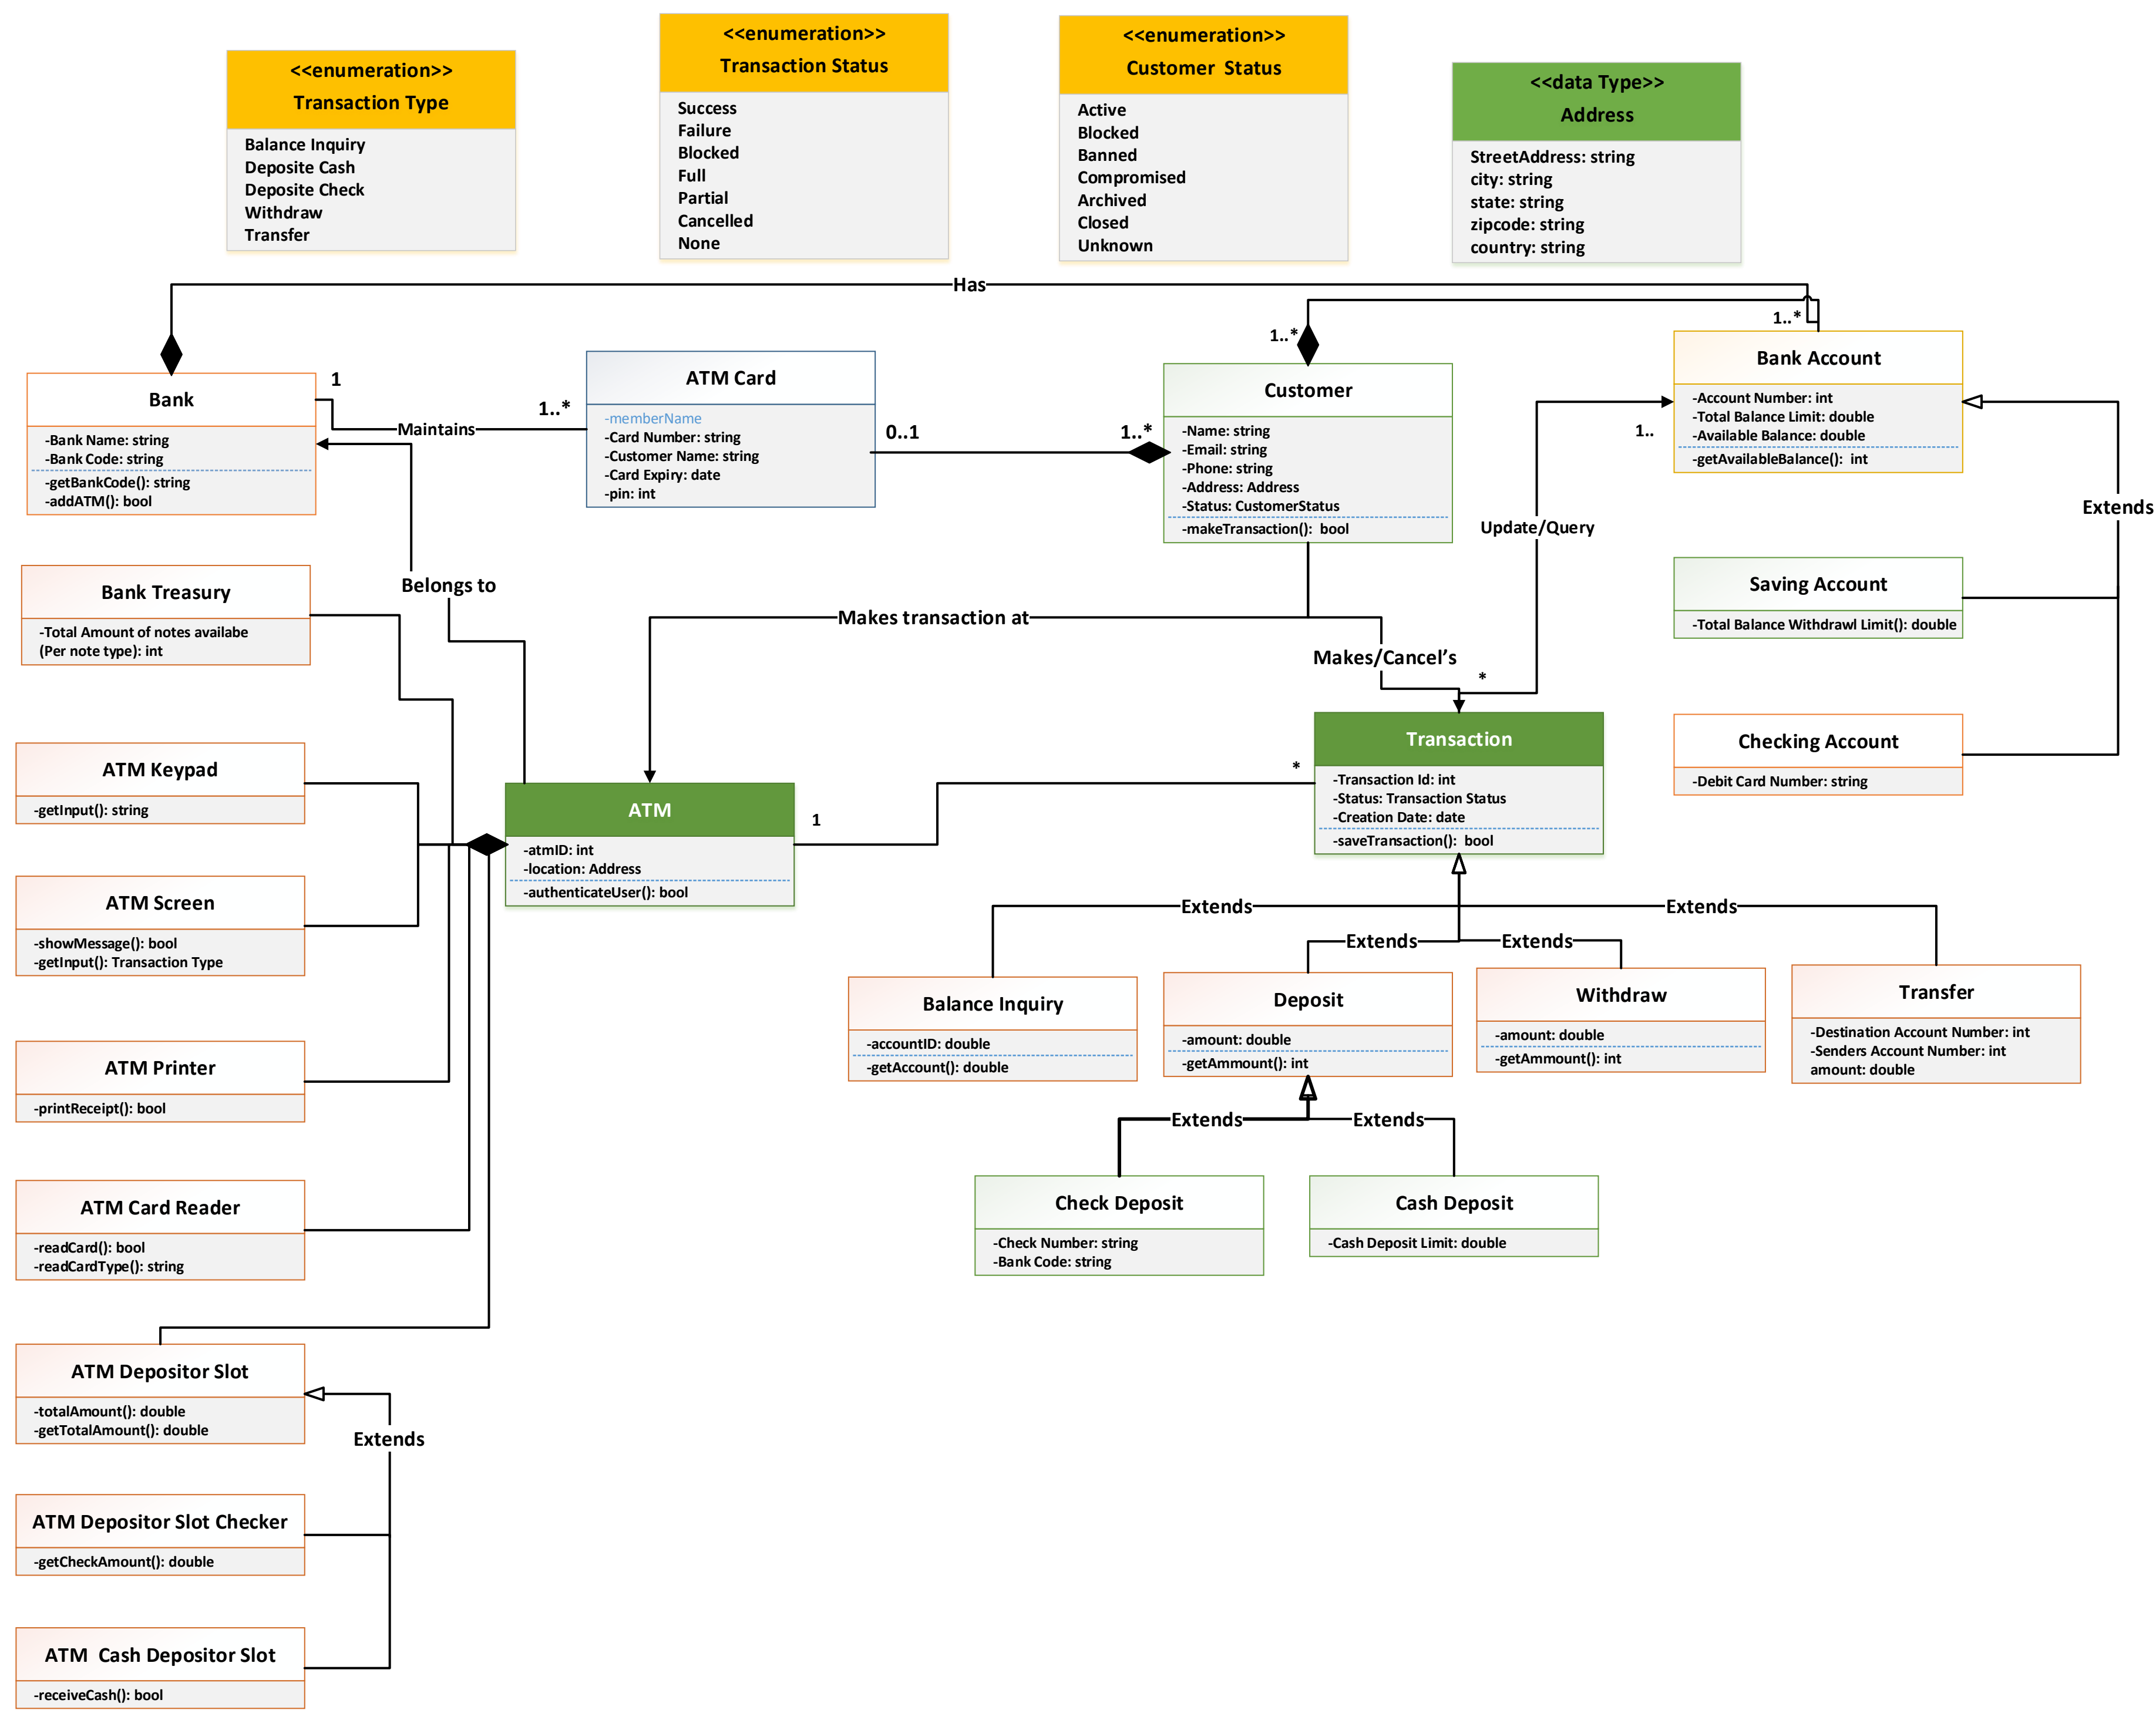 <<enumeration>>
Transaction Type
Balance Inquiry
Deposite Cash
Deposite Check
Withdraw
Transfer
<<enumeration>>
Transaction Status
Success
Failure
Blocked
Full
Partial
Cancelled
None
<<enumeration>>
Customer  Status
Active
Blocked
Banned
Compromised
Archived
Closed
Unknown
<<data Type>>
Address
StreetAddress: string
city: string
state: string
zipcode: string
country: string
Has
1..*
1..*
Bank
-Bank Name: string
-Bank Code: string
-getBankCode(): string
-addATM(): bool
1
Maintains
1..*
ATM Card
-memberName
-Card Number: string
-Customer Name: string
-Card Expiry: date
-pin: int
0..1
1..*
Customer
-Name: string
-Email: string
-Phone: string
-Address: Address
-Status: CustomerStatus
-makeTransaction():  bool
Bank Account
-Account Number: int
-Total Balance Limit: double
-Available Balance: double
-getAvailableBalance():  int
1..
Update/Query
Extends
Belongs to
Bank Treasury
-Total Amount of notes availabe
(Per note type): int
Makes transaction at
Makes/Cancel's
*
Saving Account
-Total Balance Withdrawl Limit(): double
Checking Account
-Debit Card Number: string
ATM Keypad
-getInput(): string
ATM
-atmID: int
-location: Address
-authenticateUser(): bool
1
*
Transaction
-Transaction Id: int
-Status: Transaction Status
-Creation Date: date
-saveTransaction():  bool
ATM Screen
-showMessage(): bool
-getInput(): Transaction Type
Extends
Extends
Extends
Extends
Balance Inquiry
-accountID: double
-getAccount(): double
Deposit
-amount: double
-getAmmount(): int
Withdraw
-amount: double
-getAmmount(): int
Transfer
-Destination Account Number: int
-Senders Account Number: int
amount: double
ATM Printer
-printReceipt(): bool
Extends
Extends
Check Deposit
-Check Number: string
-Bank Code: string
Cash Deposit
-Cash Deposit Limit: double
ATM Card Reader
-readCard(): bool
-readCardType(): string
ATM Depositor Slot
-totalAmount(): double
-getTotalAmount(): double
Extends
ATM Depositor Slot Checker
-getCheckAmount(): double
ATM  Cash Depositor Slot
-receiveCash(): bool